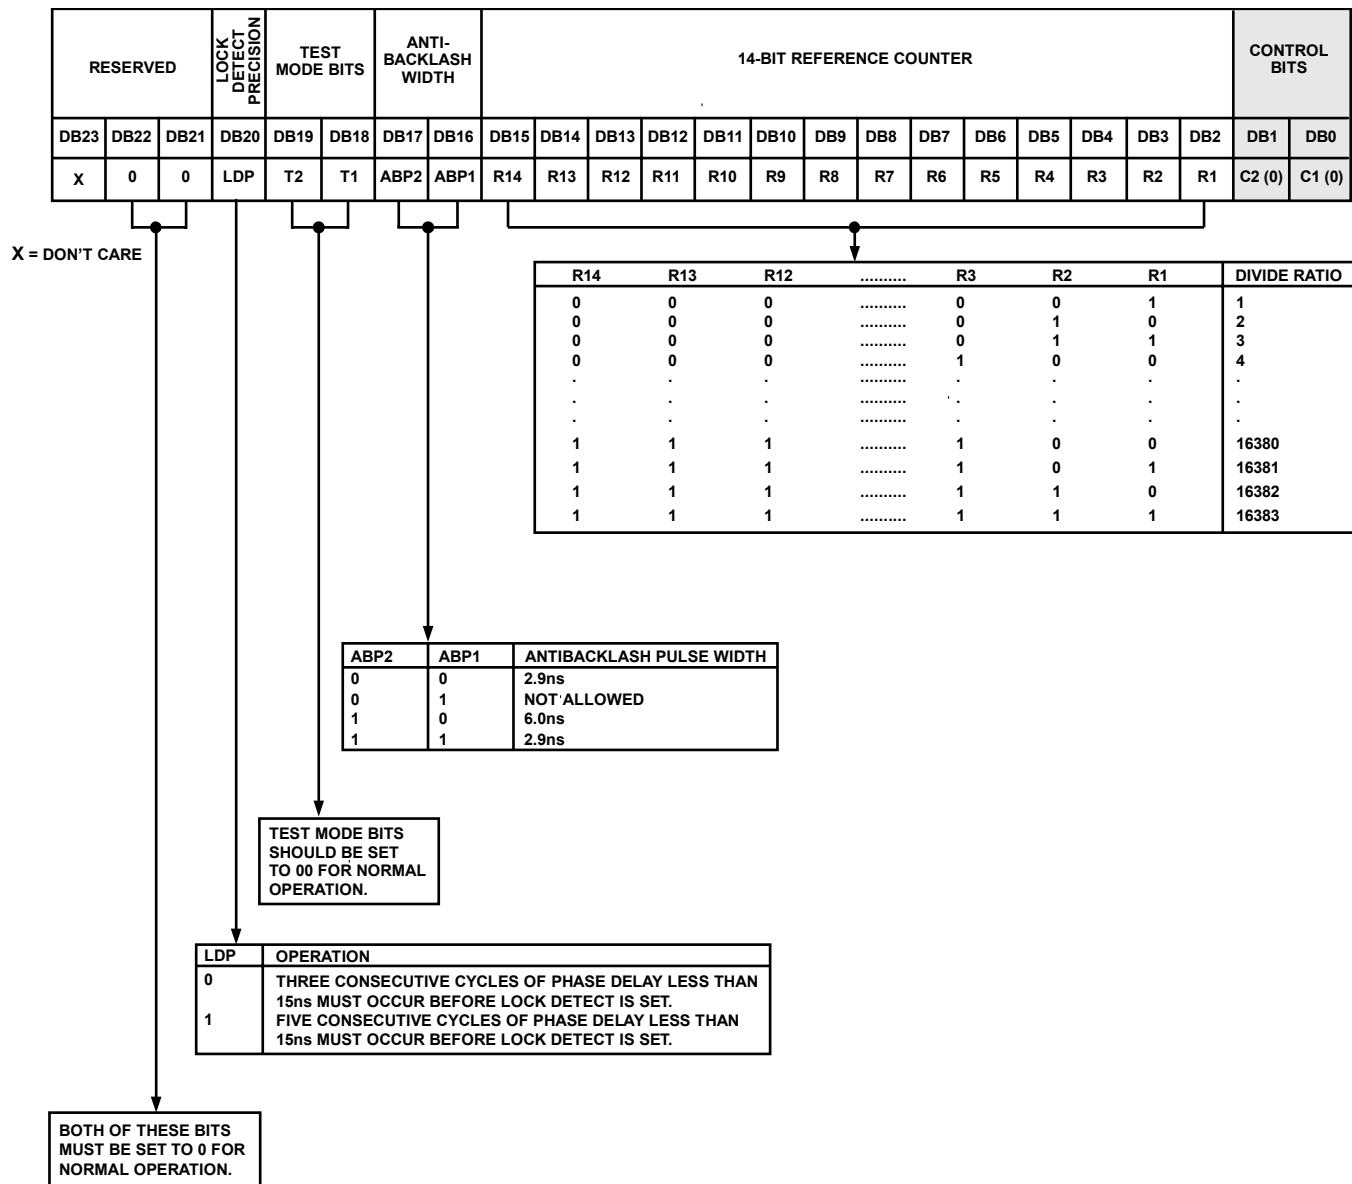 RESERVED
LOCK
DETECT
PRECISION
TEST
MODE BITS
ANTI-
BACKLASH
WIDTH
14-BIT REFERENCE COUNTER
CONTROL
BITS
DB23 DB22 DB21 DB20 DB19 DB18 DB17 DB16 DB15 DB14 DB13 DB12 DB11 DB10 DB9 DB8 DB7 DB6 DB5 DB4 DB3 DB2 DB1 DB0
X 0 0 LDP T2 T1 ABP2 ABP1 R14 R13 R12 R11 R10 R9 R8 R7 R6 R5 R4 R3 R2 R1 C2 (0) C1 (0)
X = DON'T CARE
R14 R13 R12 .......... R3 R2 R1 DIVIDE RATIO
0 0 0 .......... 0 0 1 1
0 0 0 .......... 0 1 0 2
0 0 0 .......... 0 1 1 3
0 0 0 .......... 1 0 0 4
. . . .......... . . . .
. . . .......... . . . .
. . . .......... . . . .
1 1 1 .......... 1 0 0 16380
1 1 1 .......... 1 0 1 16381
1 1 1 .......... 1 1 0 16382
1 1 1 .......... 1 1 1 16383
ABP2 ABP1 ANTIBACKLASH PULSE WIDTH
0 0 2.9ns
0 1 NOT ALLOWED
1 0 6.0ns
1 1 2.9ns
TEST MODE BITS
SHOULD BE SET
TO 00 FOR NORMAL
OPERATION.
LDP OPERATION
0 THREE CONSECUTIVE CYCLES OF PHASE DELAY LESS THAN
15ns MUST OCCUR BEFORE LOCK DETECT IS SET.
1 FIVE CONSECUTIVE CYCLES OF PHASE DELAY LESS THAN
15ns MUST OCCUR BEFORE LOCK DETECT IS SET.
BOTH OF THESE BITS
MUST BE SET TO 0 FOR
NORMAL OPERATION.